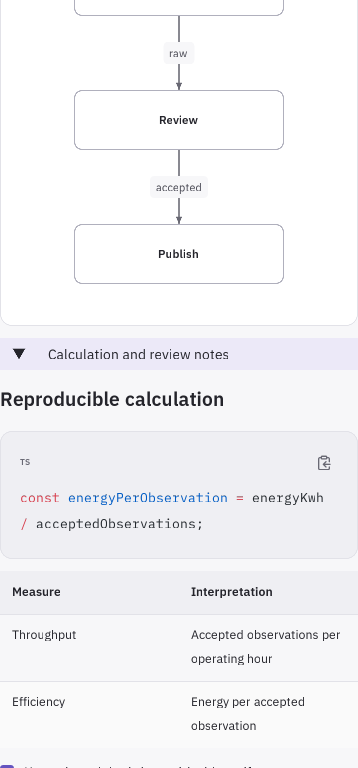 raw
Review
accepted
Publish
Calculation and review notes
Reproducible calculation
TS
const energyPerObservation = energyKwh
/ acceptedObservations;
Measure Interpretation
Throughput Accepted observations per
operating hour
Efficiency Energy per accepted
observation